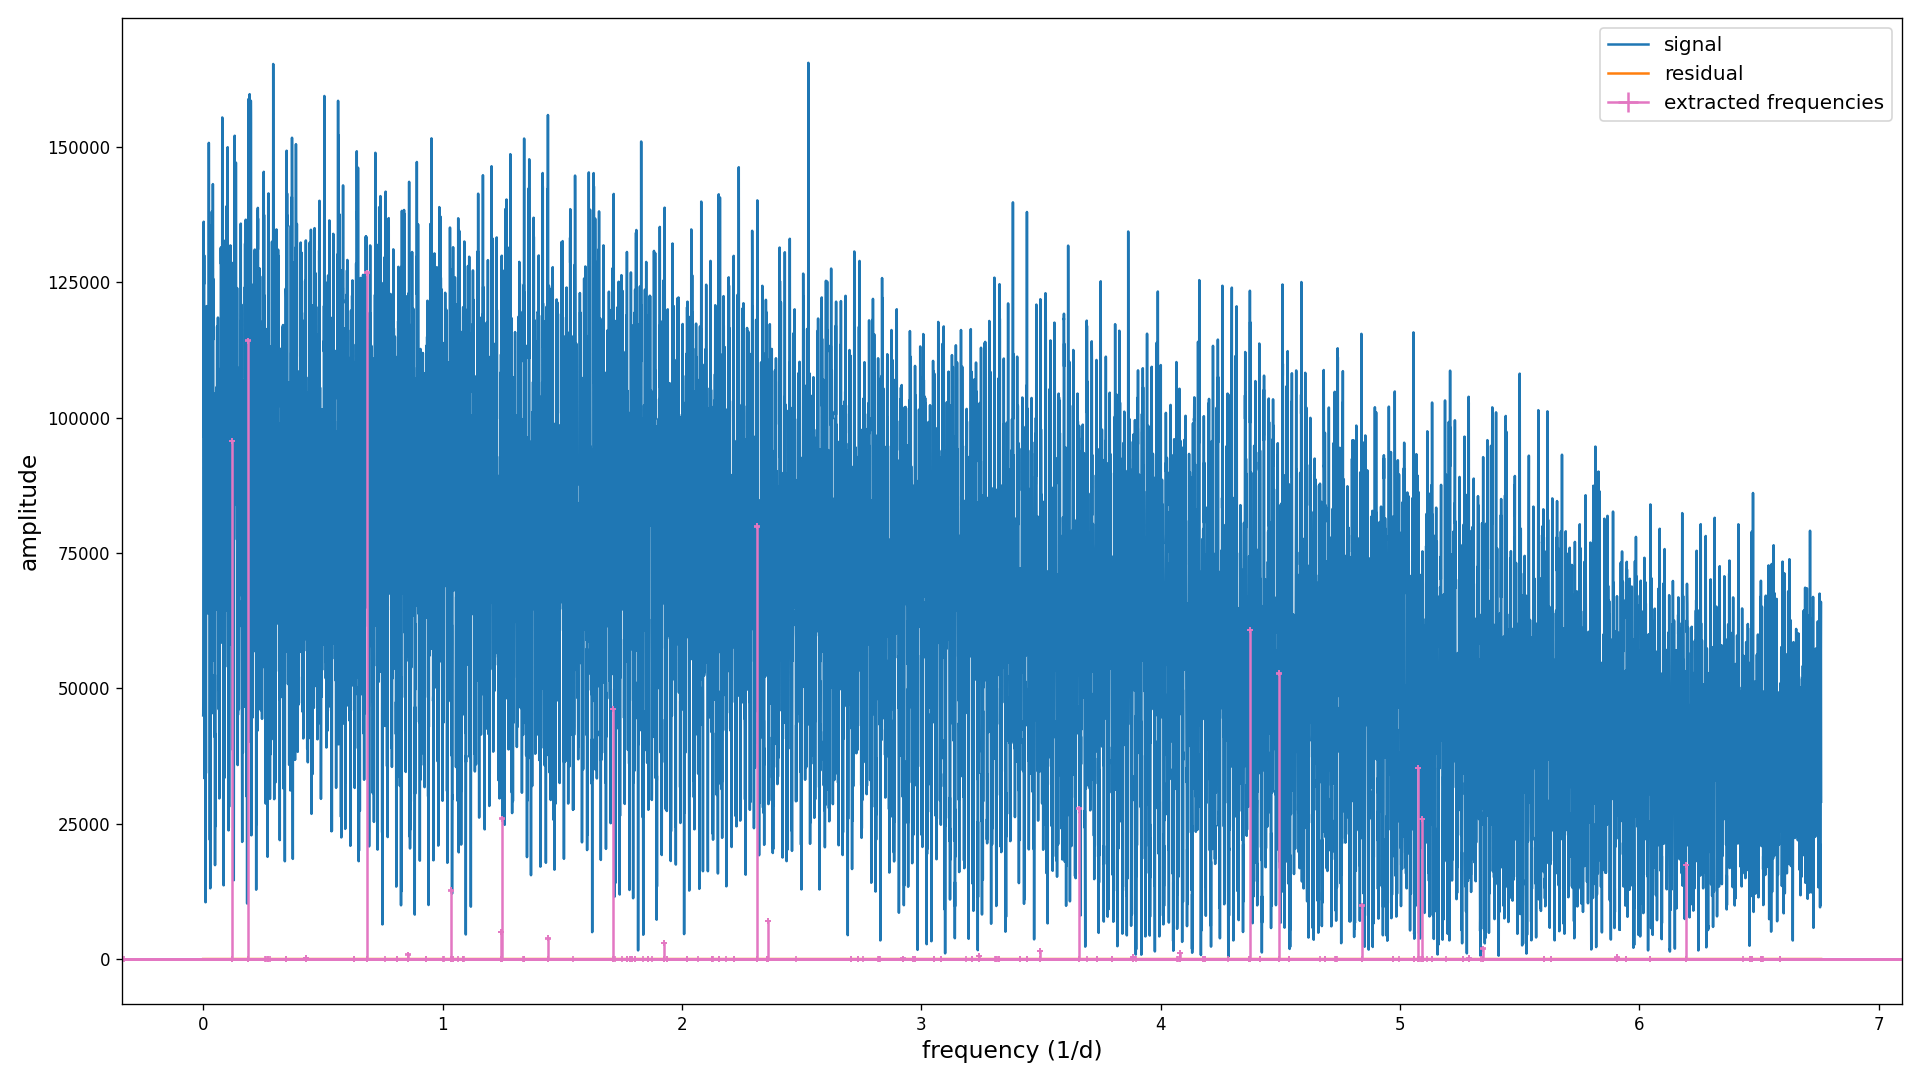 signal
residual
extracted frequencies
amplitude
150000
125000
100000
75000
50000
25000
0
0 1 2 3 4 5 6 7
frequency (1/d)